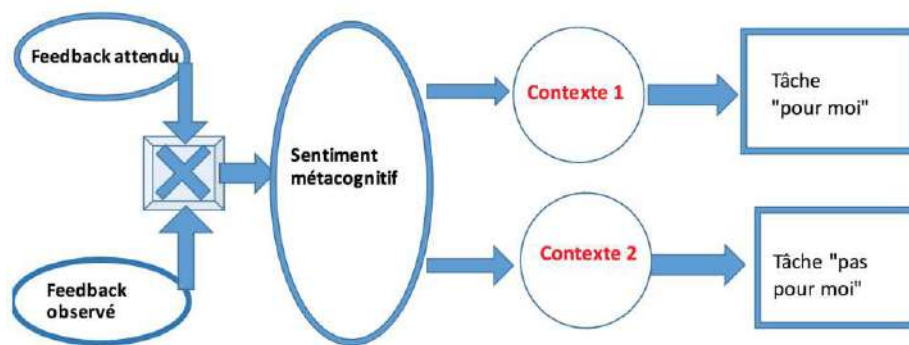 Feedback attendu
Feedback
observé
Sentiment
métacognitif
Contexte 1
Contexte 2
Tâche
"pour moi"
Tâche "pas
pour moi"